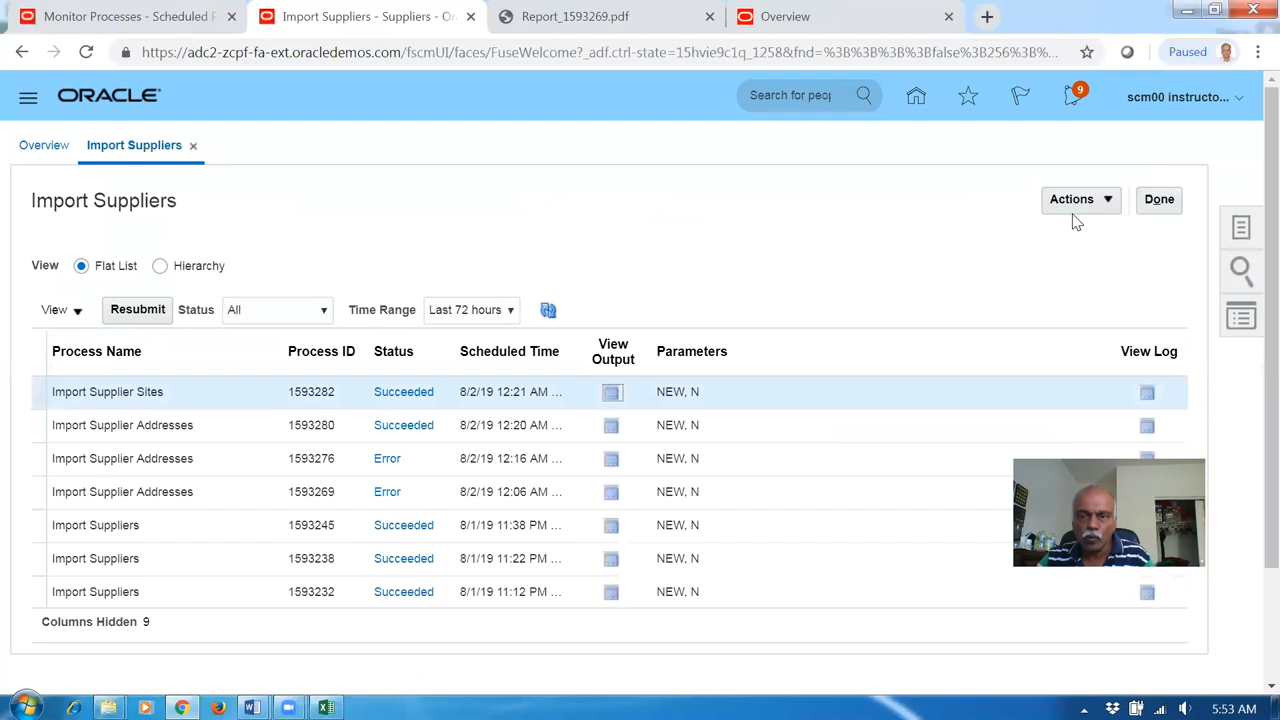 Monitor Processes - Scheduled P
Import Suppliers - Suppliers - Or
1593269.pdf
Overview
https://adc2-zcpf-fa-ext.oracledemos.com/fscmUI/faces/FuseWelcome?_adf.ctrl-state=15hvie9c1q_1258&fnd=%3B%3B%3B%3Bfalse%3B256%3B%...
Paused
ORACLE
Search for peop
9
scm00 instructo...
Overview
Import Suppliers
Import Suppliers
Actions
Done
View
Flat List
Hierarchy
View
Resubmit
Status
All
Time Range
Last 72 hours
Process Name
Process ID
Status
Scheduled Time
View
Output
Parameters
View Log
Import Supplier Sites 1593282 Succeeded 8/2/19 12:21 AM ... NEW, N
Import Supplier Addresses 1593280 Succeeded 8/2/19 12:20 AM ... NEW, N
Import Supplier Addresses 1593276 Error 8/2/19 12:16 AM ... NEW, N
Import Supplier Addresses 1593269 Error 8/2/19 12:06 AM ... NEW, N
Import Suppliers 1593245 Succeeded 8/1/19 11:38 PM ... NEW, N
Import Suppliers 1593238 Succeeded 8/1/19 11:22 PM ... NEW, N
Import Suppliers 1593232 Succeeded 8/1/19 11:12 PM ... NEW, N
Columns Hidden 9
5:53 AM